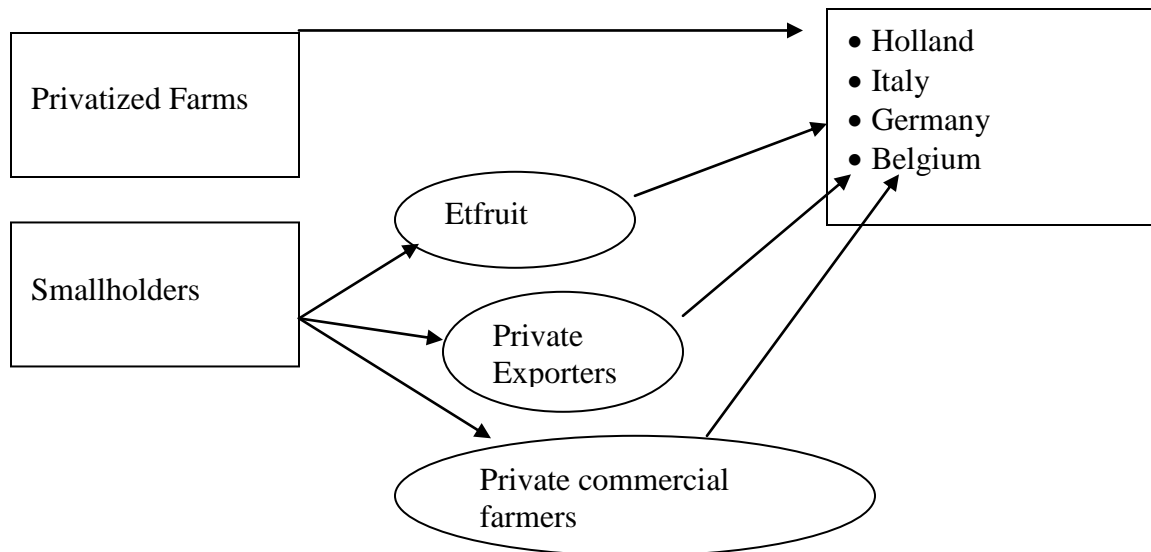 Privatized Farms
• Holland
• Italy
• Germany
• Belgium
Etfruit
Smallholders
Private
Exporters
Private commercial
farmers